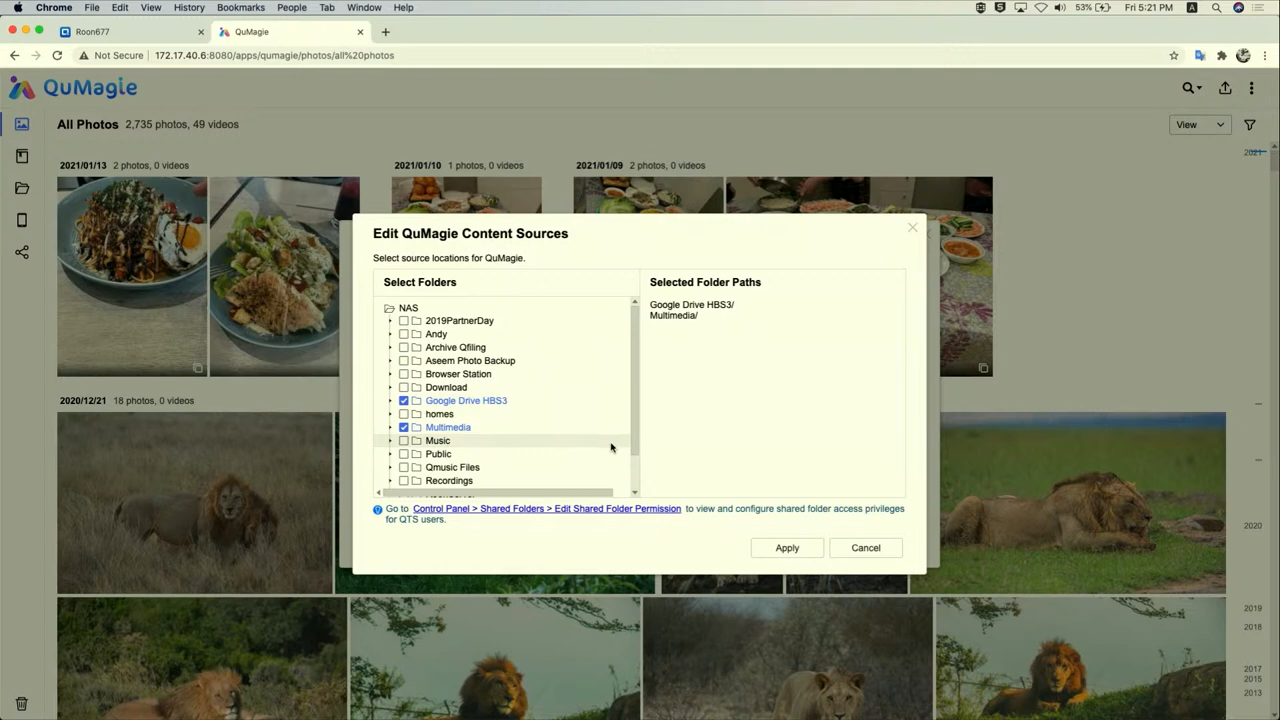 Chrome File Edit View History Bookmarks People Tab Window Help
53% Fri 5:21 PM A
Roon677
QuMagie
Not Secure 172.17.40.6:8080/apps/qumagie/photos/all%20photos
QuMagie
All Photos 2,735 photos, 49 videos
View
2021/01/13 2 photos, 0 videos
2021/01/10 1 photos, 0 videos
2021/01/09 2 photos, 0 videos
2021
Edit QuMagie Content Sources
Select source locations for QuMagie.
Select Folders
NAS
2019PartnerDay
Andy
Archive Qfiling
Aseem Photo Backup
Browser Station
Download
Google Drive HBS3
homes
Multimedia
Music
Public
Qmusic Files
Recordings
Selected Folder Paths
Google Drive HBS3/
Multimedia/
Go to Control Panel > Shared Folders > Edit Shared Folder Permission to view and configure shared folder access privileges
for QTS users.
Apply
Cancel
2020/12/21 18 photos, 0 videos
2020
2019
2018
2017
2015
2013